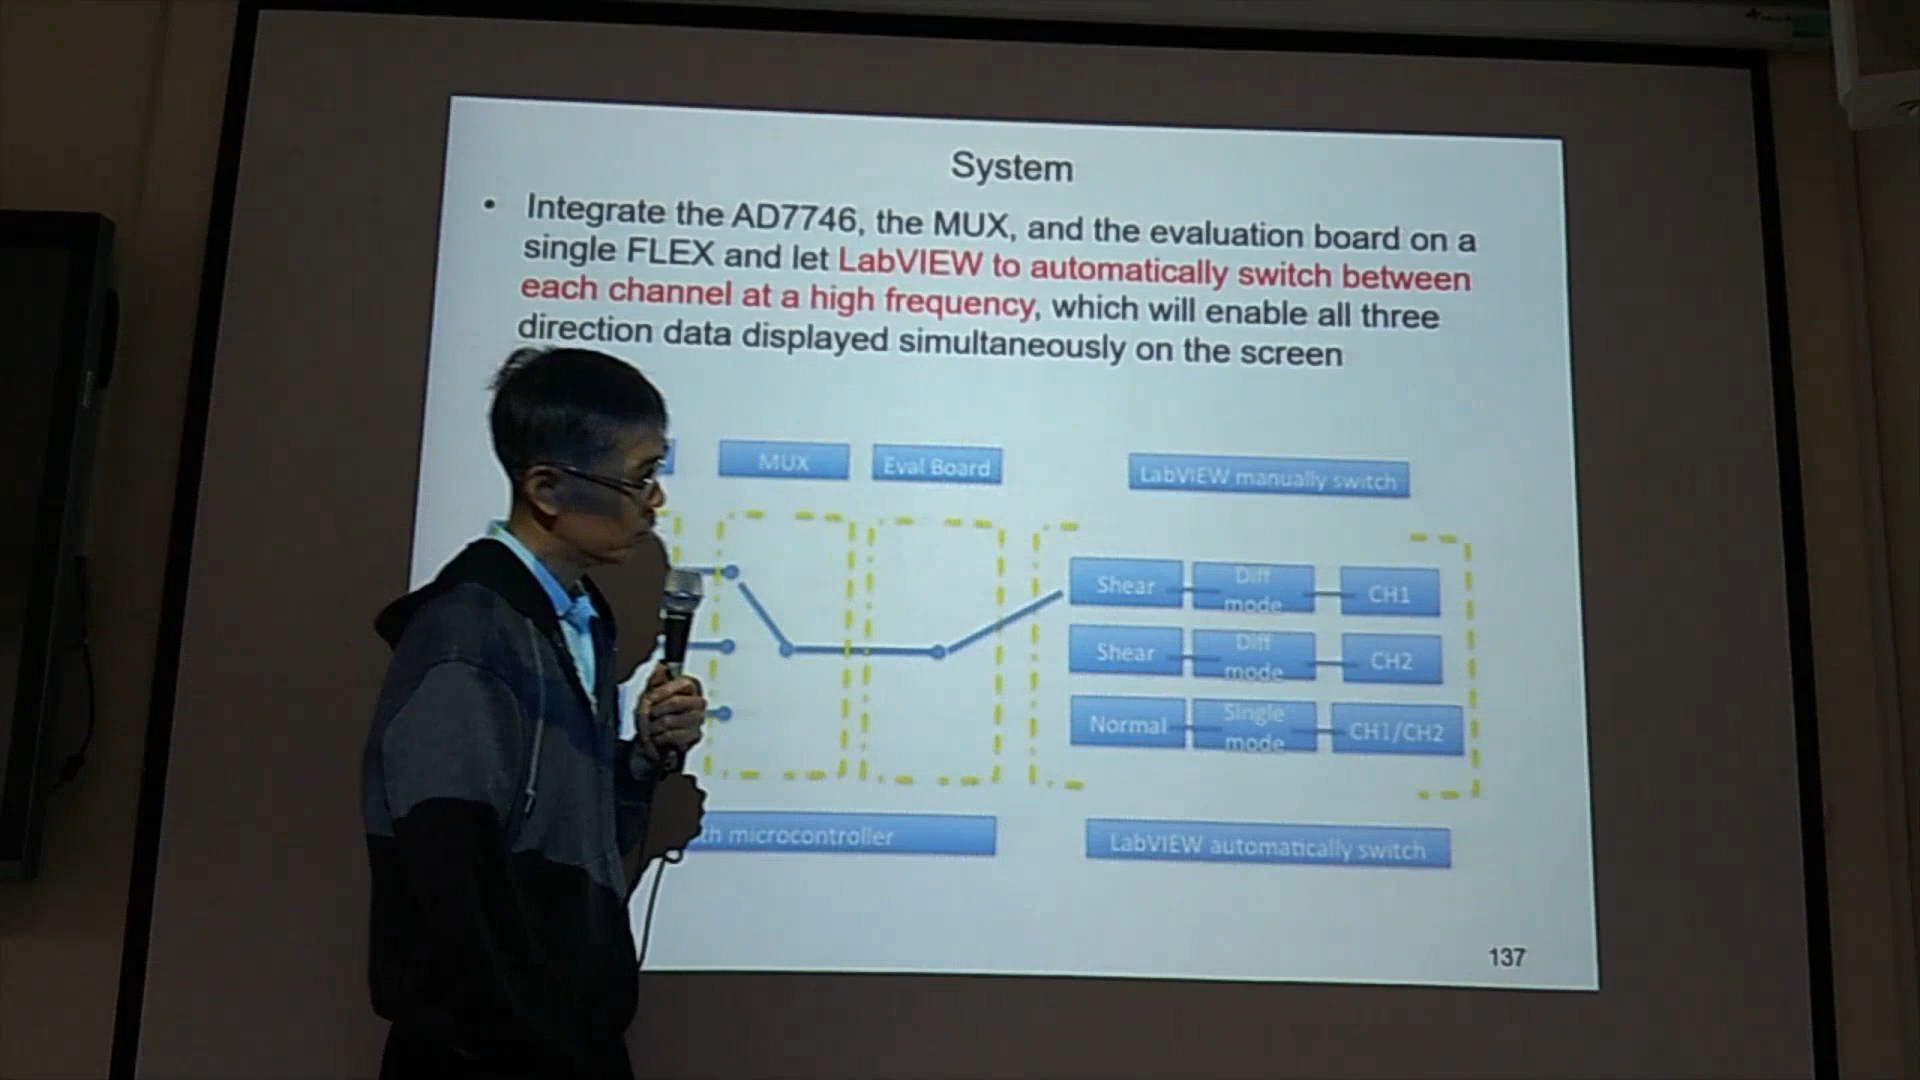 System
• Integrate the AD7746, the MUX, and the evaluation board on a
single FLEX and let LabVIEW to automatically switch between
each channel at a high frequency, which will enable all three
direction data displayed simultaneously on the screen
MUX
Eval Board
LabVIEW manually switch
Shear
Diff
mode
CH1
Shear
Diff
mode
CH2
Normal
Single
mode
CH1/CH2
microcontroller
LabVIEW automatically switch
137